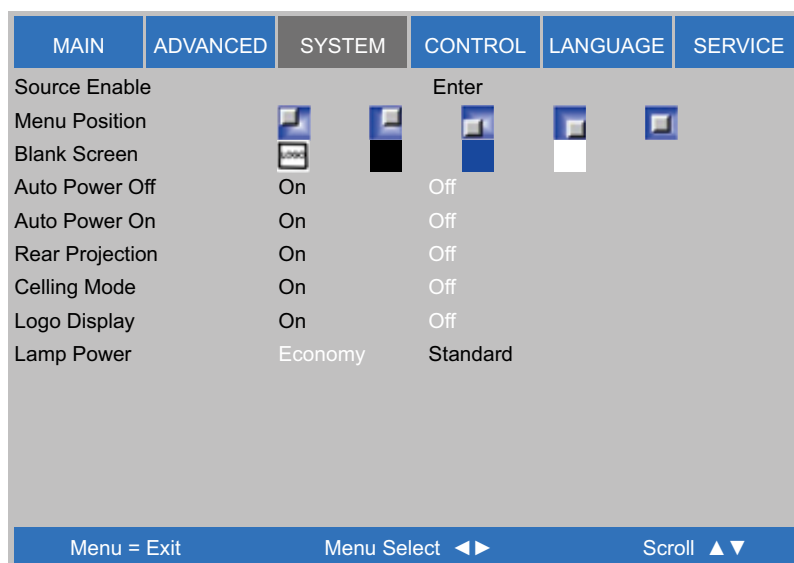 MAIN ADVANCED SYSTEM CONTROL LANGUAGE SERVICE
Source Enable Enter
Menu Position
Blank Screen LOGO
Auto Power Off On Off
Auto Power On On Off
Rear Projection On Off
Celling Mode On Off
Logo Display On Off
Lamp Power Economy Standard
Menu = Exit Menu Select ◄► Scroll ▲▼